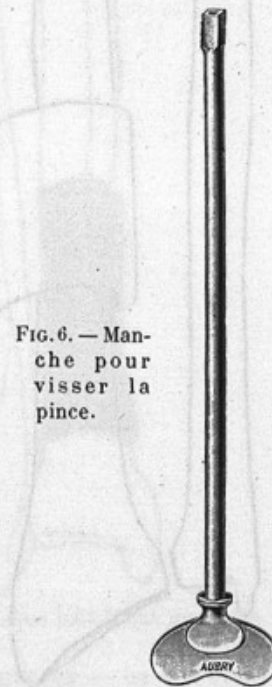 FIG. 6. — Man-
che pour
visser la
pince.
AUBRY